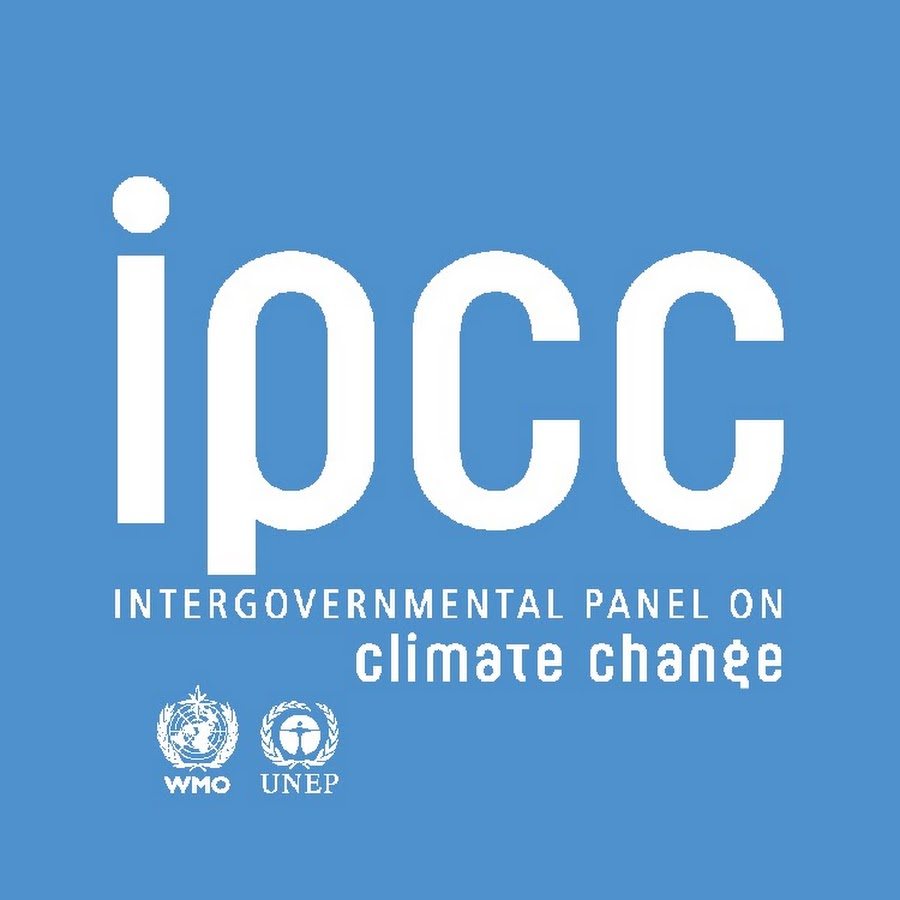 ipcc
INTERGOVERNMENTAL PANEL ON
climate change
WMO UNEP